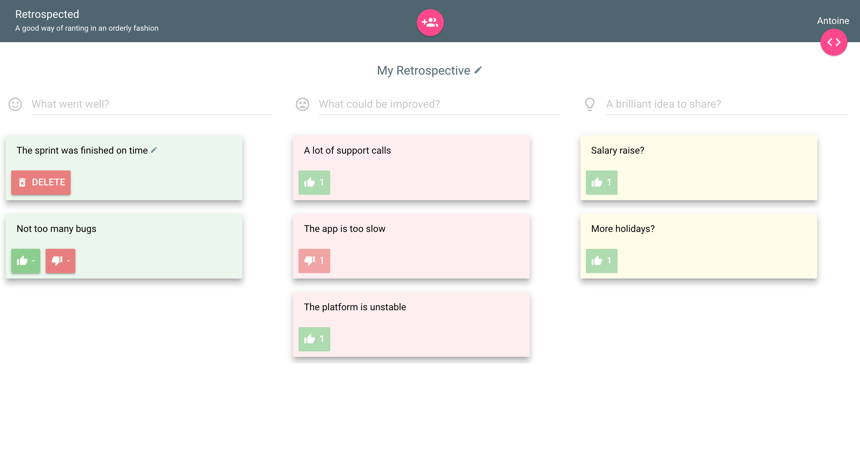 Retrospected
A good way of ranting in an orderly fashion
Antoine
My Retrospective
What went well?
What could be improved?
A brilliant idea to share?
The sprint was finished on time
DELETE
Not too many bugs
- -
A lot of support calls
1
The app is too slow
1
The platform is unstable
1
Salary raise?
1
More holidays?
1